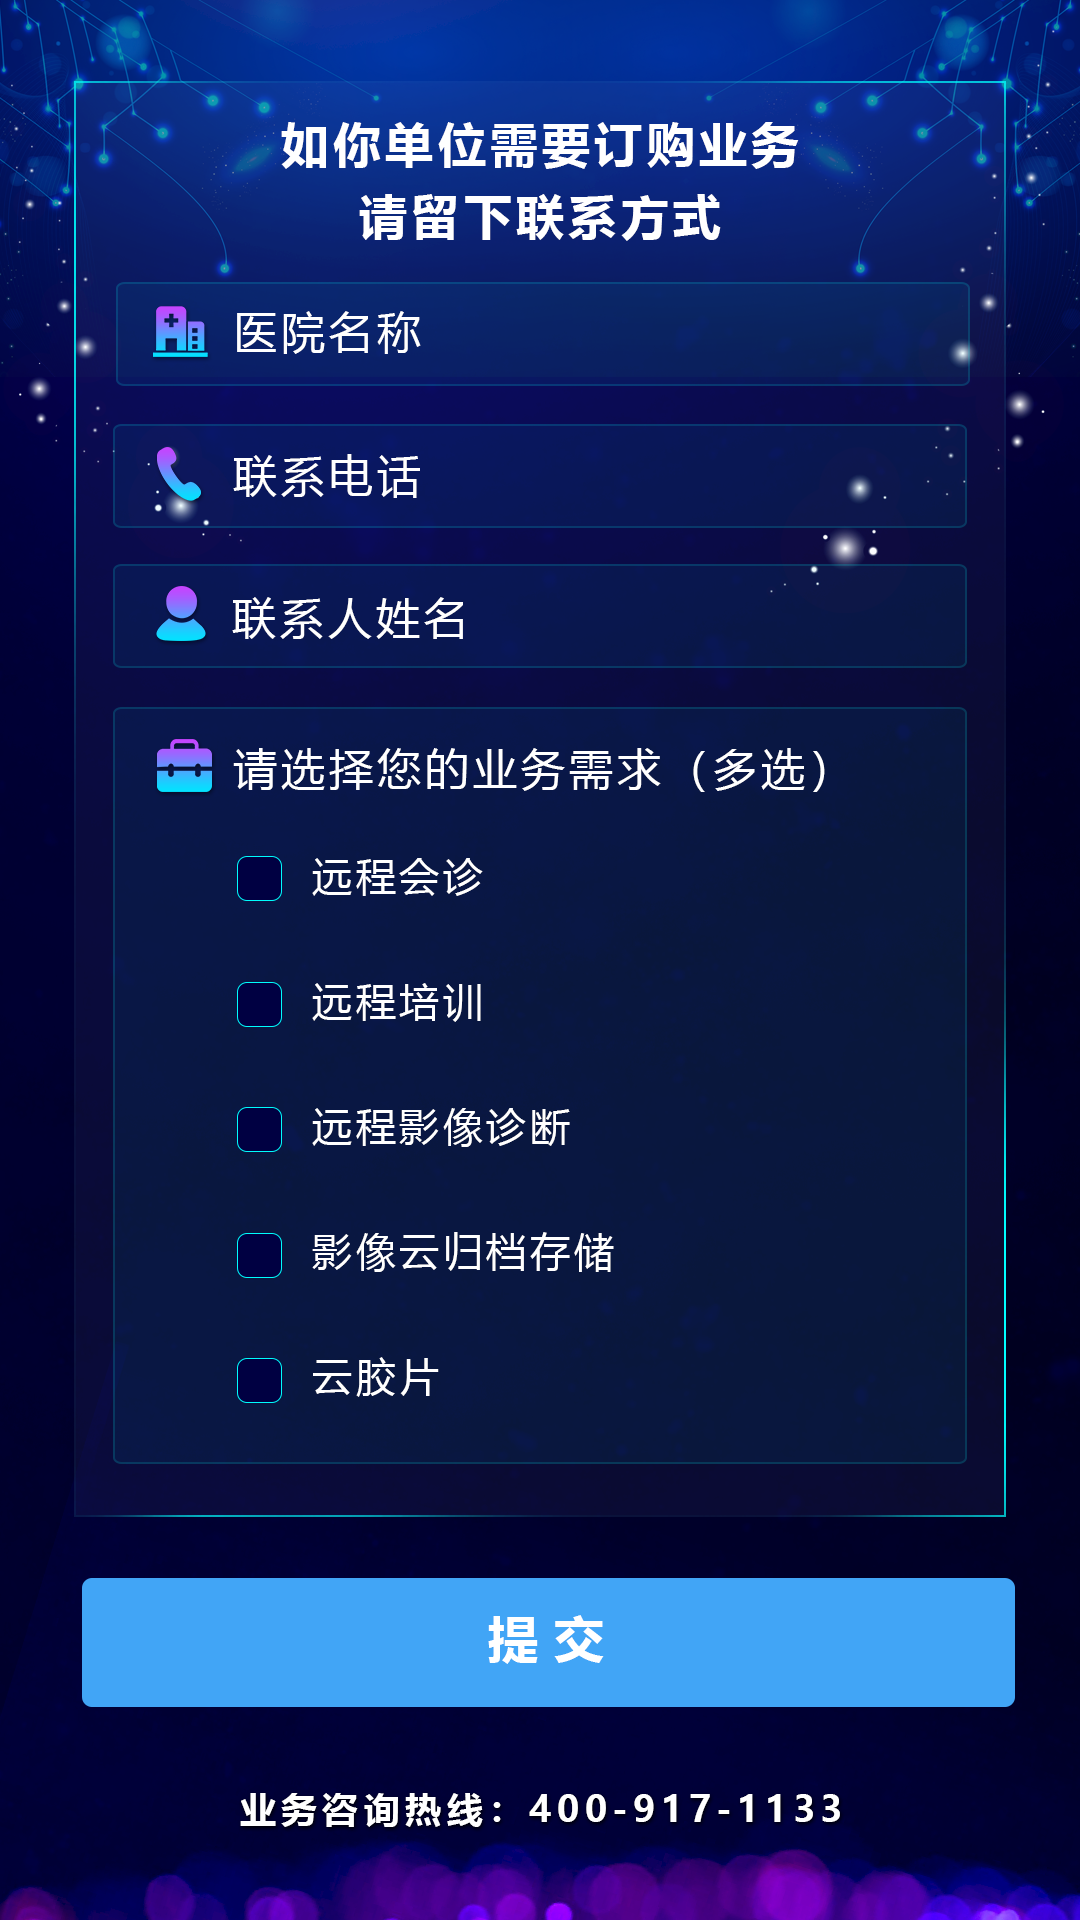 如你单位需要订购业务
请留下联系方式
医院名称
联系电话
联系人姓名
请选择您的业务需求（多选）
远程会诊
远程培训
远程影像诊断
影像云归档存储
云胶片
提交
业务咨询热线：400-917-1133